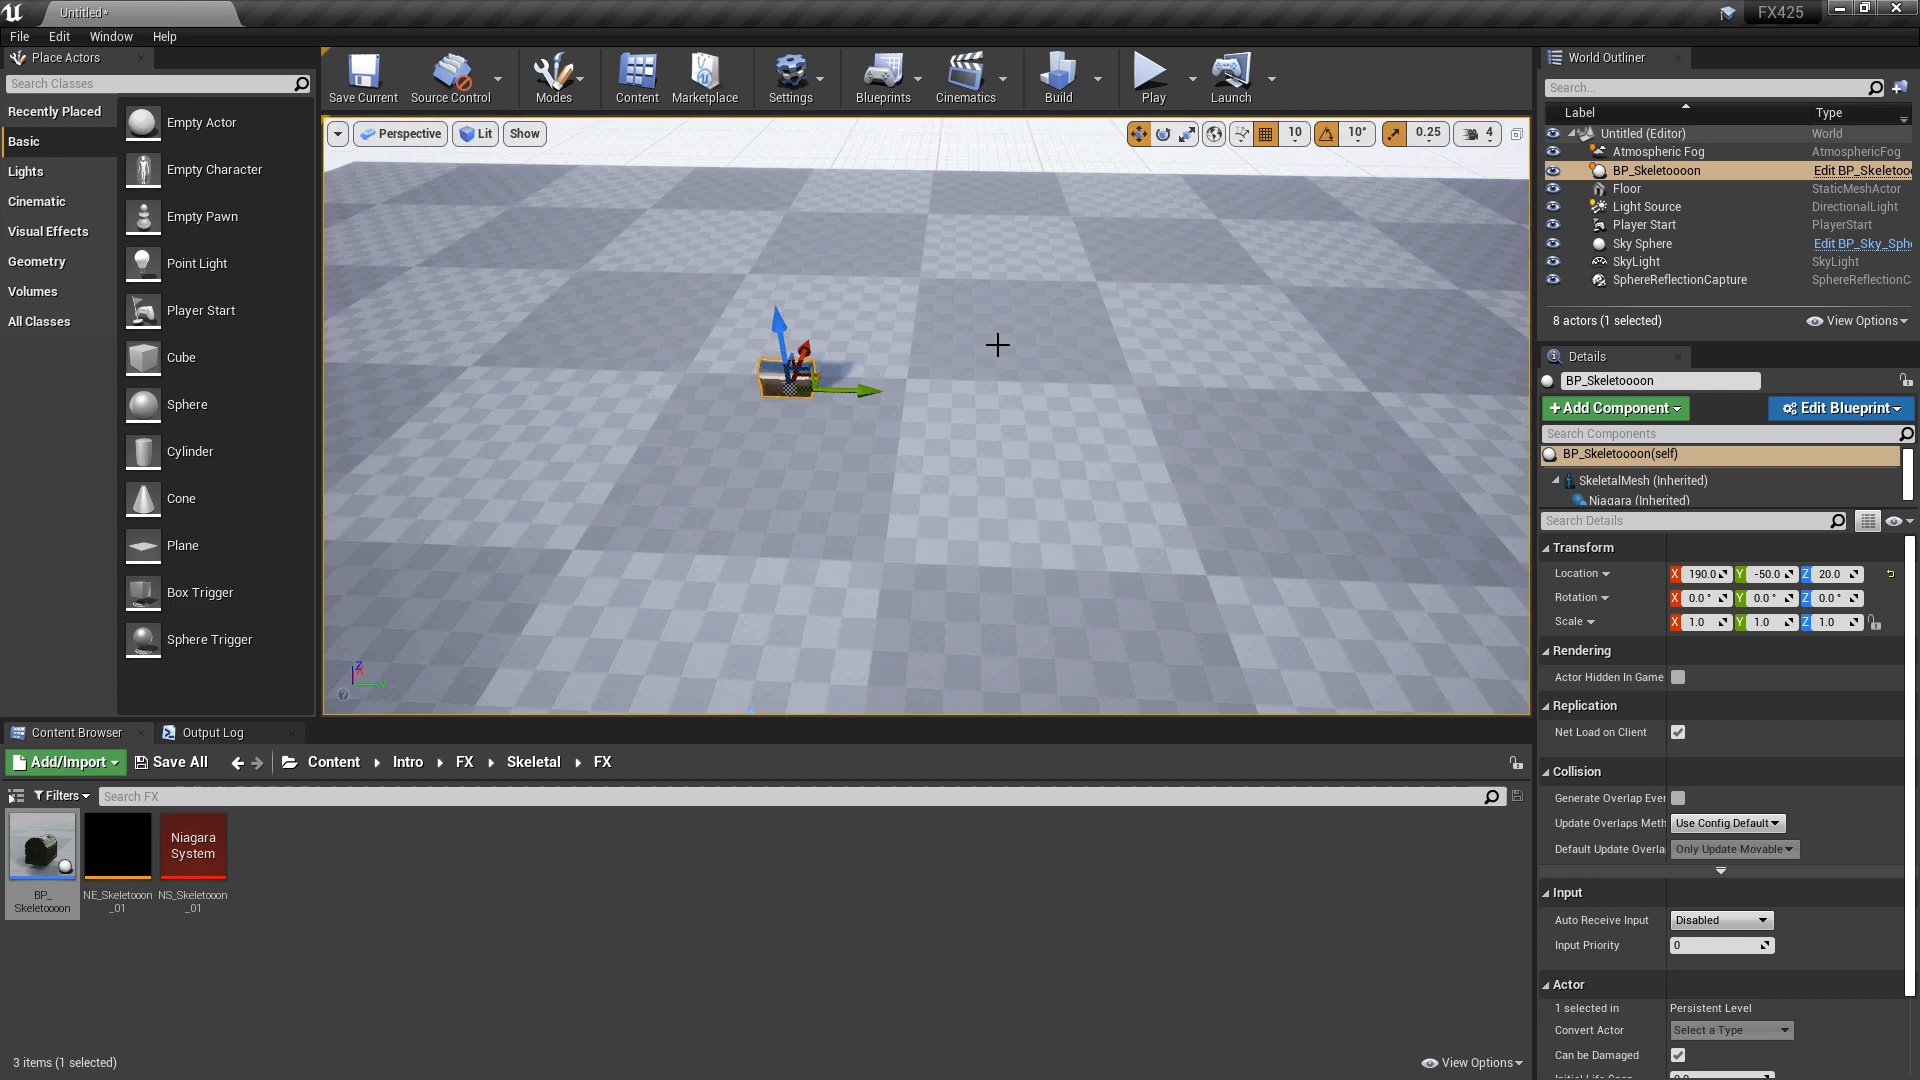 Untitled*
FX425
File Edit Window Help
Place Actors
Search Classes
Recently Placed
Basic
Lights
Cinematic
Visual Effects
Geometry
Volumes
All Classes
Empty Actor
Empty Character
Empty Pawn
Point Light
Player Start
Cube
Sphere
Cylinder
Cone
Plane
Box Trigger
Sphere Trigger
Save Current Source Control Modes Content Marketplace Settings Blueprints Cinematics Build Play Launch
Perspective Lit Show
10 10° 0.25 4
World Outliner
Search...
Label Type
Untitled (Editor) World
Atmospheric Fog AtmosphericFog
BP_Skeletoooon Edit BP_Skeletoo
Floor StaticMeshActor
Light Source DirectionalLight
Player Start PlayerStart
Sky Sphere Edit BP_Sky_Sph
SkyLight SkyLight
SphereReflectionCapture SphereReflectionC
8 actors (1 selected) View Options
Details
BP_Skeletoooon
+Add Component Edit Blueprint
Search Components
BP_Skeletoooon(self)
SkeletalMesh (Inherited)
Niagara (Inherited)
Search Details
Transform
Location X 190.0 Y -50.0 Z 20.0
Rotation X 0.0 ° Y 0.0 ° Z 0.0 °
Scale X 1.0 Y 1.0 Z 1.0
Rendering
Actor Hidden In Game
Replication
Net Load on Client
Collision
Generate Overlap Ever
Update Overlaps Meth Use Config Default
Default Update Overla Only Update Movable
Input
Auto Receive Input Disabled
Input Priority 0
Actor
1 selected in Persistent Level
Convert Actor Select a Type
Can be Damaged
Z
X
Y
Content Browser Output Log
Add/Import Save All Content Intro FX Skeletal FX
Filters Search FX
Niagara
System
BP_
Skeletoooon
NE_Skeletooon
_01
NS_Skeletooon
_01
3 items (1 selected) View Options